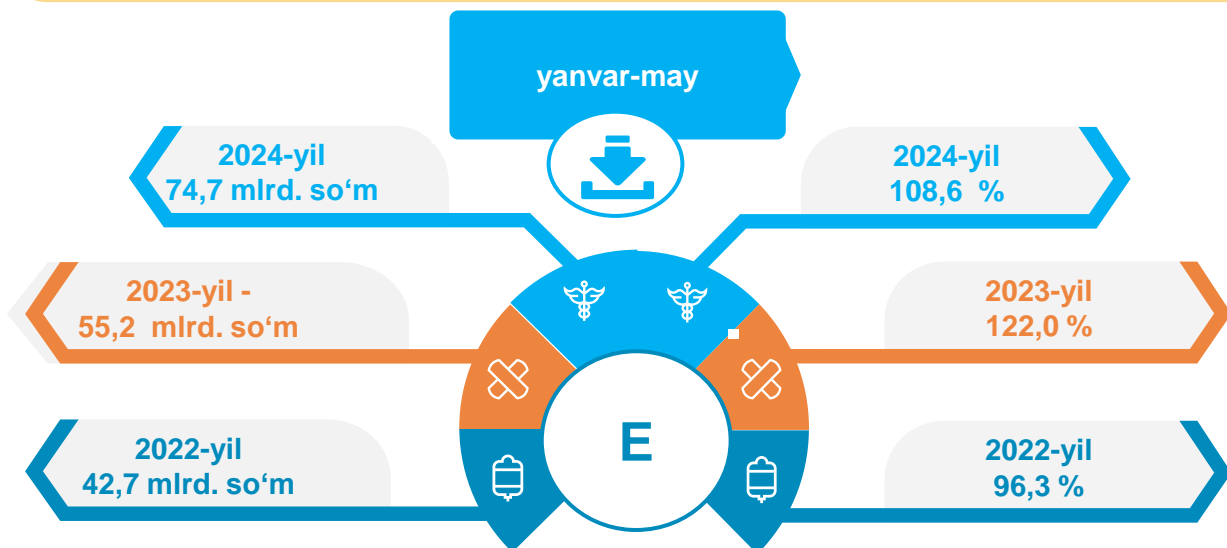 yanvar-may
2024-yil
74,7 mlrd. so‘m
2024-yil
108,6 %
2023-yil -
55,2 mlrd. so‘m
2023-yil
122,0 %
2022-yil
42,7 mlrd. so‘m
2022-yil
96,3 %
E